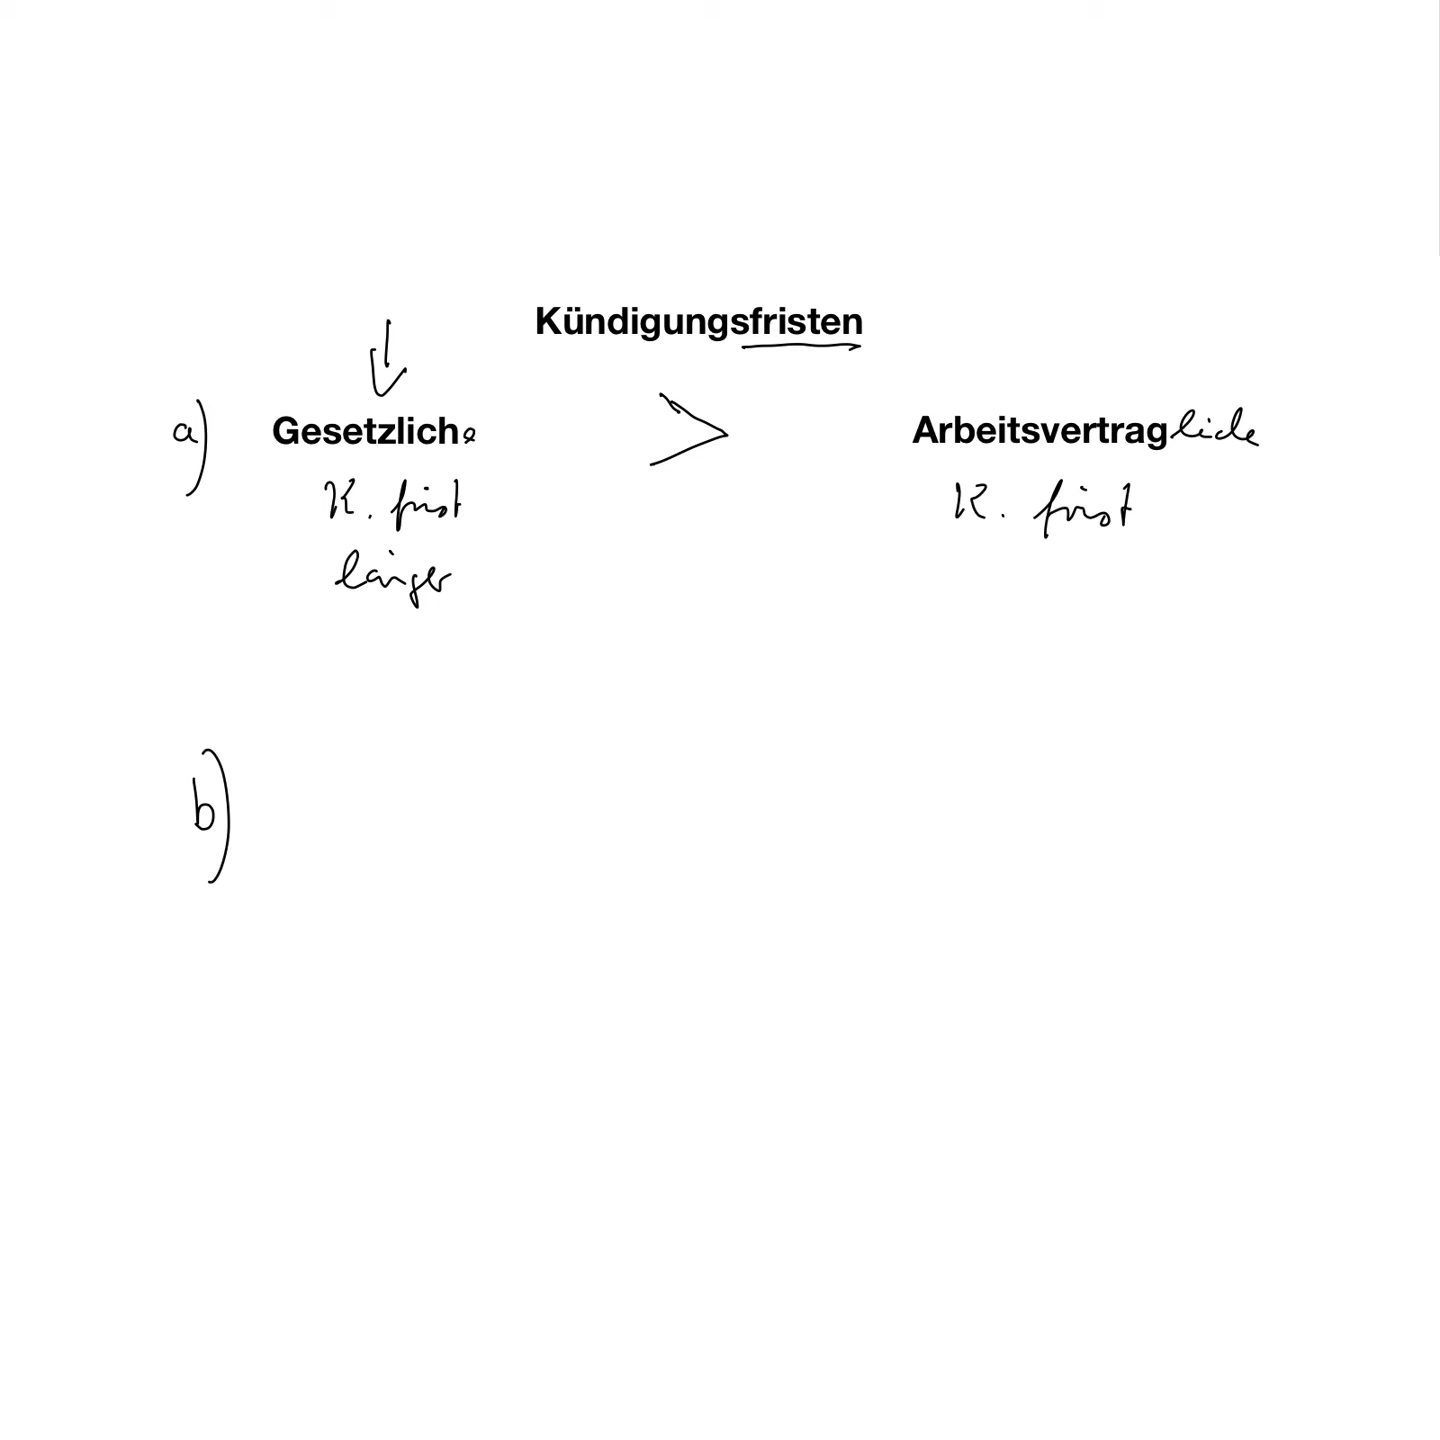 Kündigungsfristen
a) Gesetzliche > Arbeitsvertragliche
K. frist K. frist
länger
b)